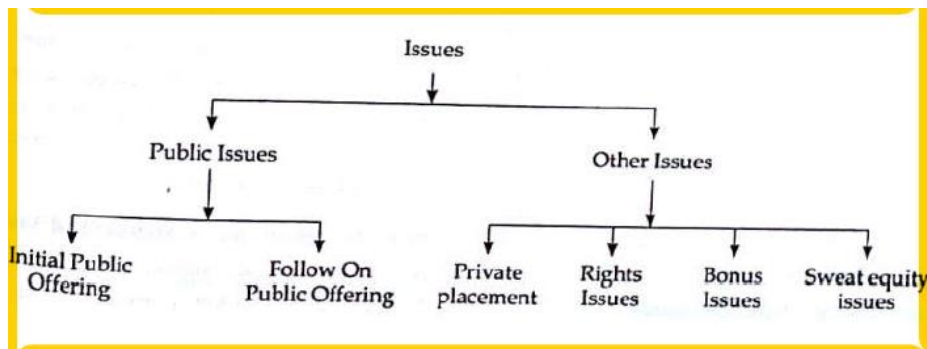 Issues
Public Issues
Other Issues
Initial Public
Offering
Follow On
Public Offering
Private
placement
Rights
Issues
Bonus
Issues
Sweat equity
issues